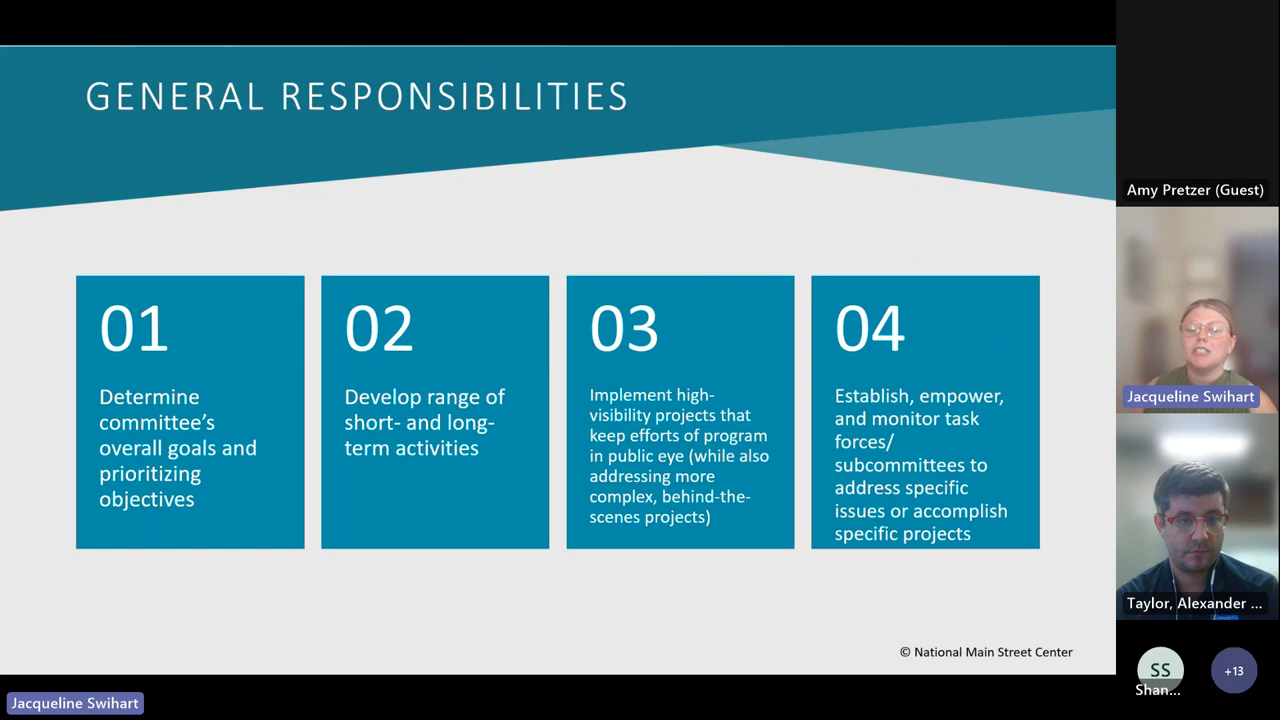 GENERAL RESPONSIBILITIES
01
Determine
committee's
overall goals and
prioritizing
objectives
02
Develop range of
short- and long-
term activities
03
Implement high-
visibility projects that
keep efforts of program
in public eye (while also
addressing more
complex, behind-the-
scenes projects)
04
Establish, empower,
and monitor task
forces/
subcommittees to
address specific
issues or accomplish
specific projects
© National Main Street Center
Amy Pretzer (Guest)
Jacqueline Swihart
Taylor, Alexander ...
SS
Shan...
+13
Jacqueline Swihart